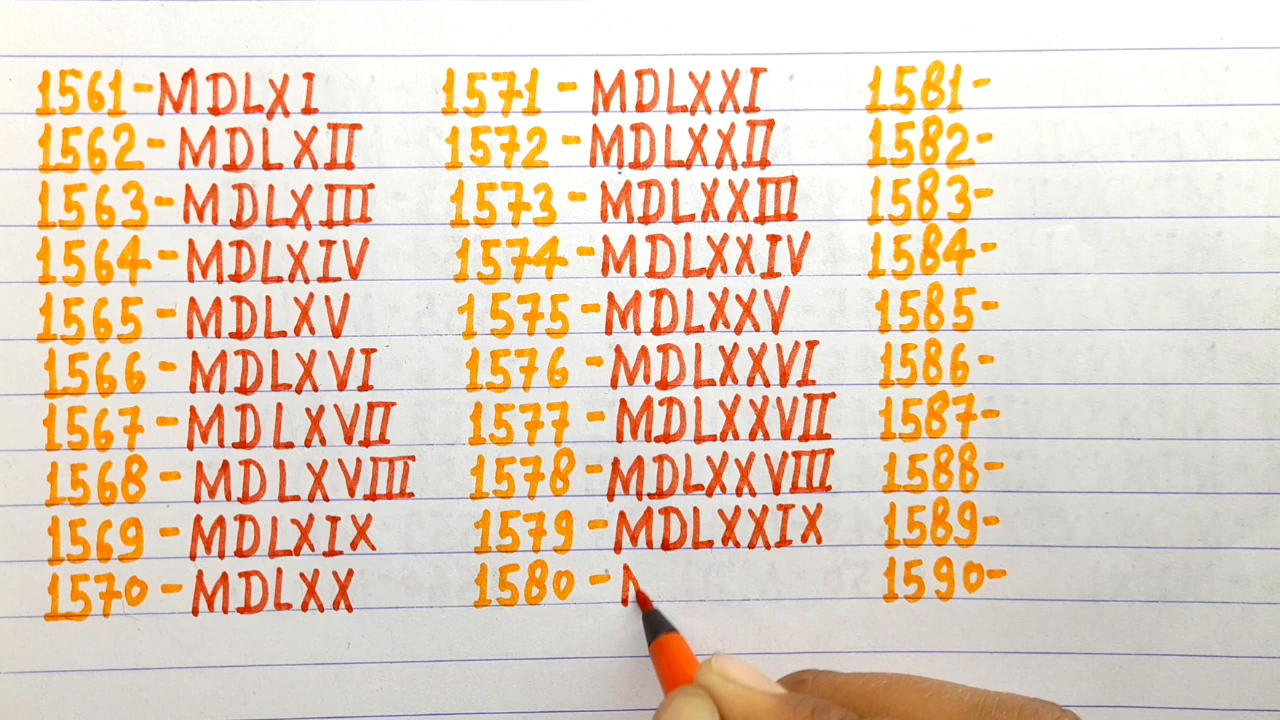 1561-MDLXI
1562-MDLXII
1563-MDLXIII
1564-MDLXIV
1565-MDLXV
1566-MDLXVI
1567-MDLXVII
1568-MDLXVIII
1569-MDLXIX
1570-MDLXX
1571-MDLXXI
1572-MDLXXII
1573-MDLXXIII
1574-MDLXXIV
1575-MDLXXV
1576-MDLXXVI
1577-MDLXXVII
1578-MDLXXVIII
1579-MDLXXIX
1580-
1581-
1582-
1583-
1584-
1585-
1586-
1587-
1588-
1589-
1590-